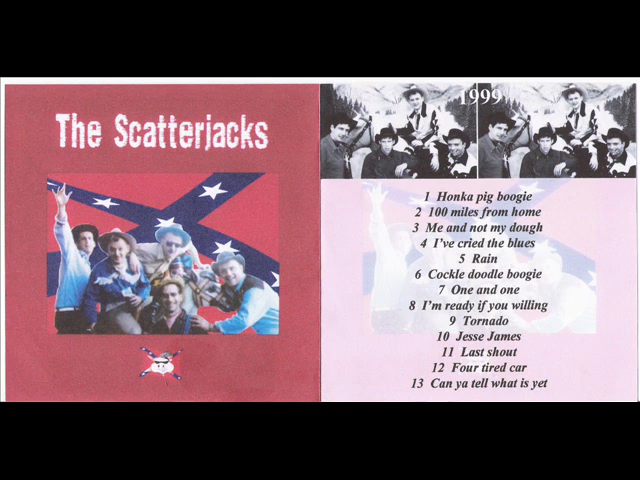 The Scatterjacks
1999
1 Honka pig boogie
2 100 miles from home
3 Me and not my dough
4 I've cried the blues
5 Rain
6 Cockle doodle boogie
7 One and one
8 I'm ready if you willing
9 Tornado
10 Jesse James
11 Last shout
12 Four tired car
13 Can ya tell what is yet